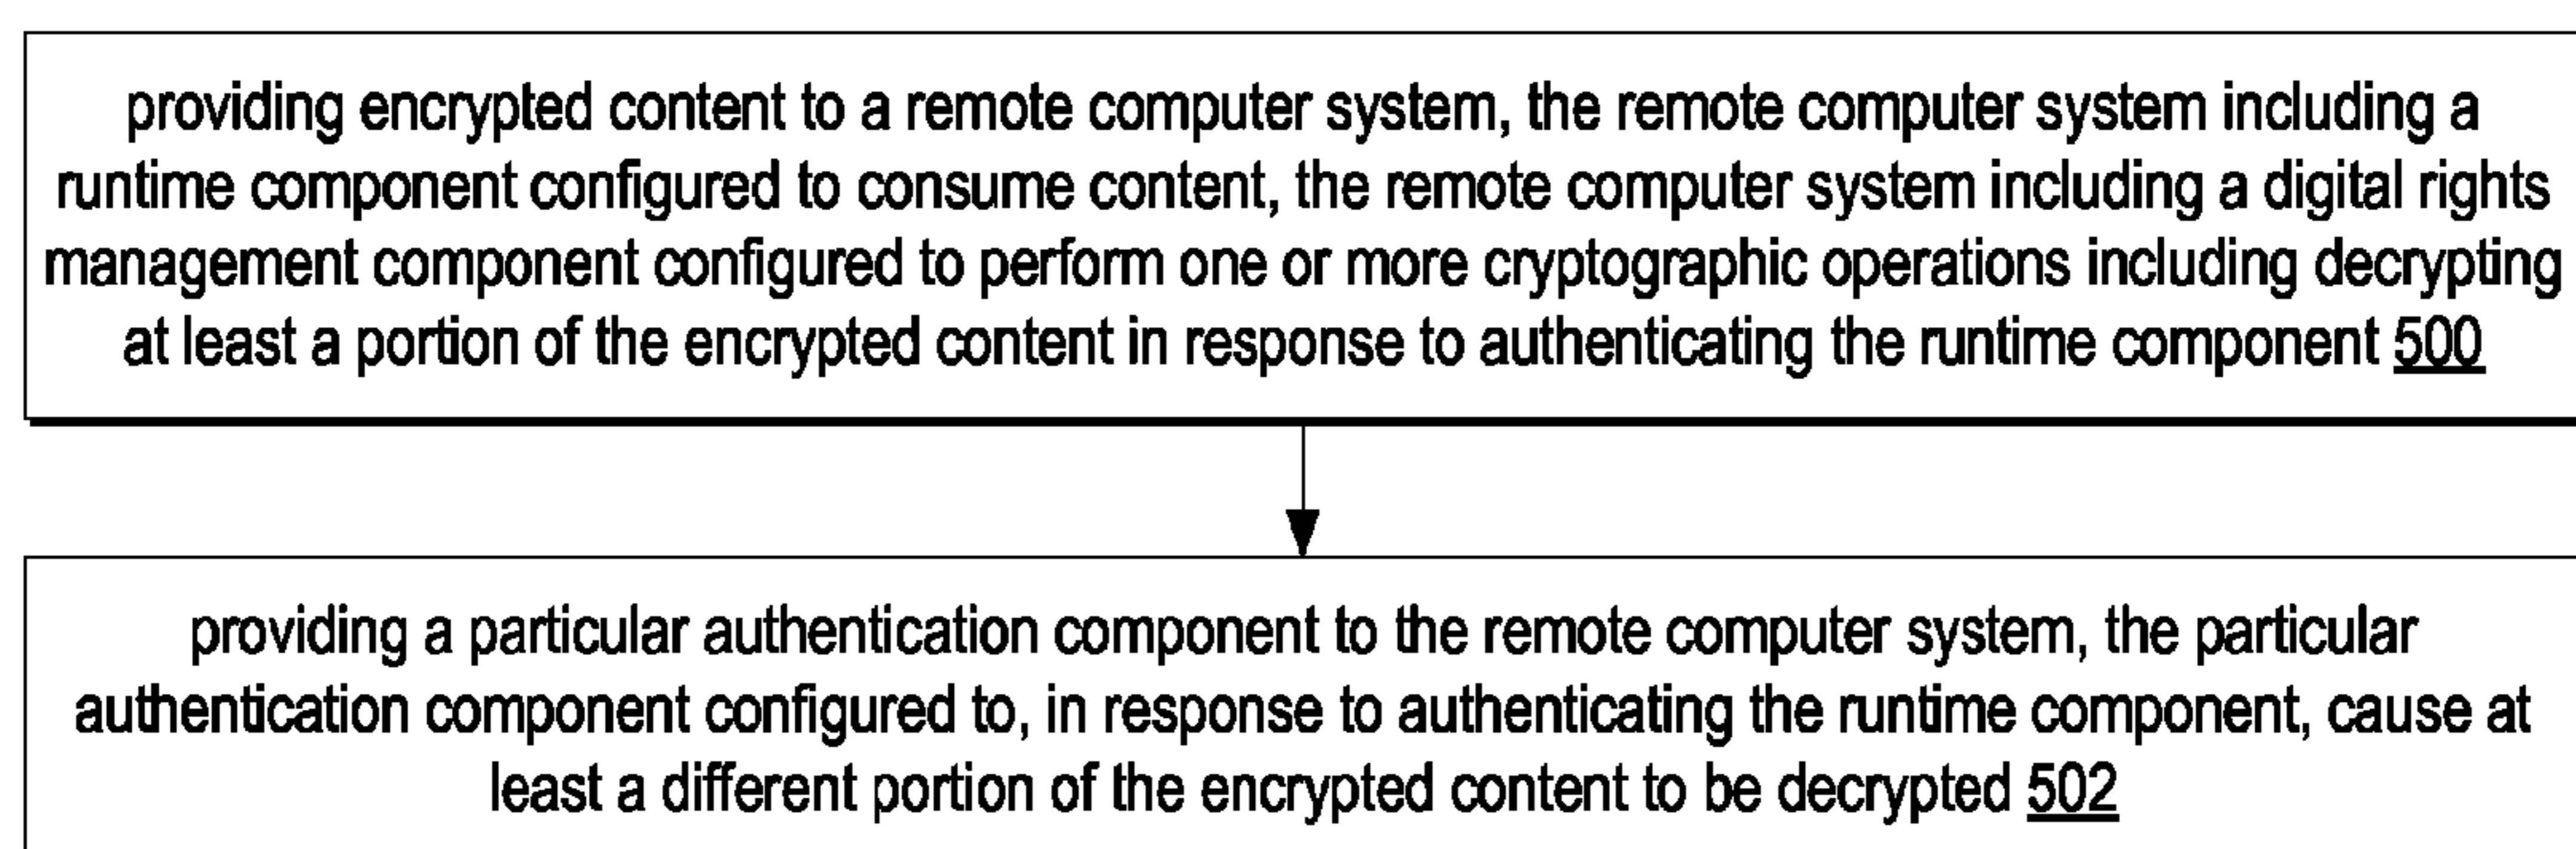 providing encrypted content to a remote computer system, the remote computer system including a
runtime component configured to consume content, the remote computer system including a digital rights
management component configured to perform one or more cryptographic operations including decrypting
at least a portion of the encrypted content in response to authenticating the runtime component 500
providing a particular authentication component to the remote computer system, the particular
authentication component configured to, in response to authenticating the runtime component, cause at
least a different portion of the encrypted content to be decrypted 502